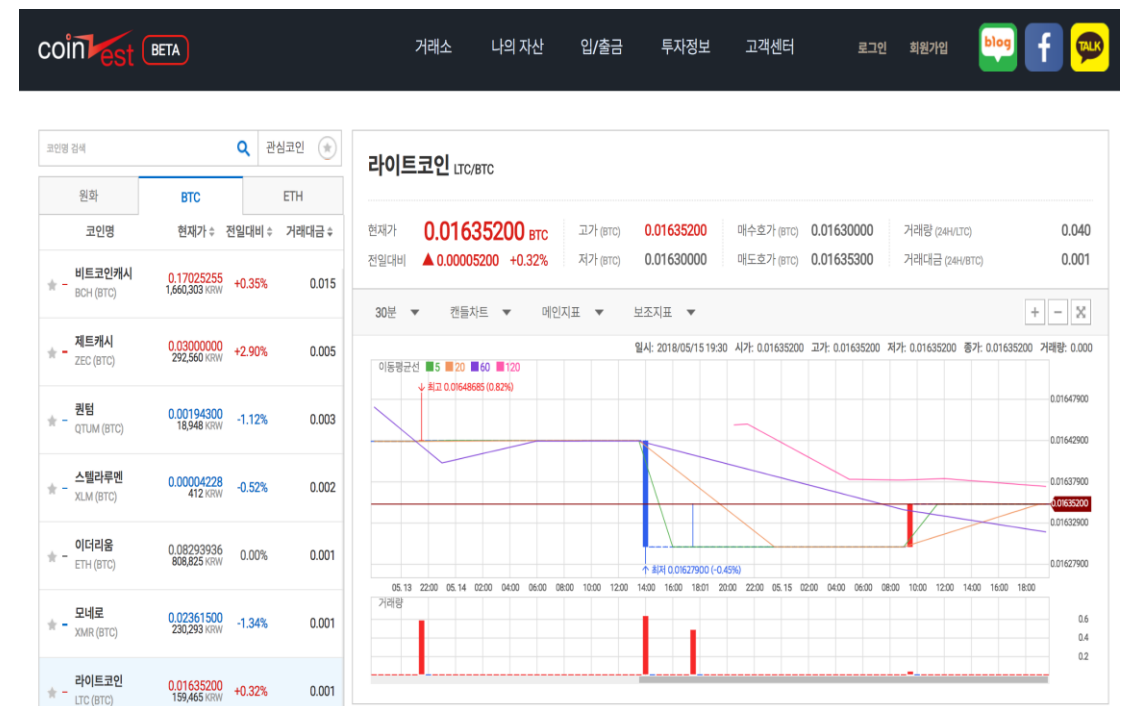 coinVest BETA 거래소 나의 자산 입/출금 투자정보 고객센터 로그인 회원가입 blog f TALK
코인명 검색 관심코인
원화 BTC ETH
코인명 현재가 전일대비 거래대금
비트코인캐시 0.17025255 +0.35% 0.015
BCH (BTC) 1,660,303 KRW
제트캐시 0.03000000 +2.90% 0.005
ZEC (BTC) 292,560 KRW
퀀텀 0.00194300 -1.12% 0.003
QTUM (BTC) 18,948 KRW
스텔라루멘 0.00004228 -0.52% 0.002
XLM (BTC) 412 KRW
이더리움 0.08293936 0.00% 0.001
ETH (BTC) 808,825 KRW
모네로 0.02361500 -1.34% 0.001
XMR (BTC) 230,293 KRW
라이트코인 0.01635200 +0.32% 0.001
LTC (BTC) 159,465 KRW
라이트코인 LTC/BTC
현재가 0.01635200 BTC 고가 (BTC) 0.01635200 매수호가 (BTC) 0.01630000 거래량 (24H/LTC) 0.040
전일대비 ▲ 0.00005200 +0.32% 저가 (BTC) 0.01630000 매도호가 (BTC) 0.01635300 거래대금 (24H/BTC) 0.001
30분 ▼ 캔들차트 ▼ 메인지표 ▼ 보조지표 ▼ + −
일시: 2018/05/15 19:30 시가: 0.01635200 고가: 0.01635200 저가: 0.01635200 종가: 0.01635200 거래량: 0.000
이동평균선 5 20 60 120
↓ 최고 0.01648685 (0.82%)
0.01647900
0.01642900
0.01637900
0.01635200
0.01632900
0.01627900
↑ 최저 0.01627900 (-0.45%)
05.13 22:00 05.14 02:00 04:00 06:00 08:00 10:00 12:00 14:00 16:00 18:01 20:00 22:00 05.15 02:00 04:00 06:00 08:00 10:00 12:00 14:00 16:00 18:00
거래량
0.6
0.4
0.2